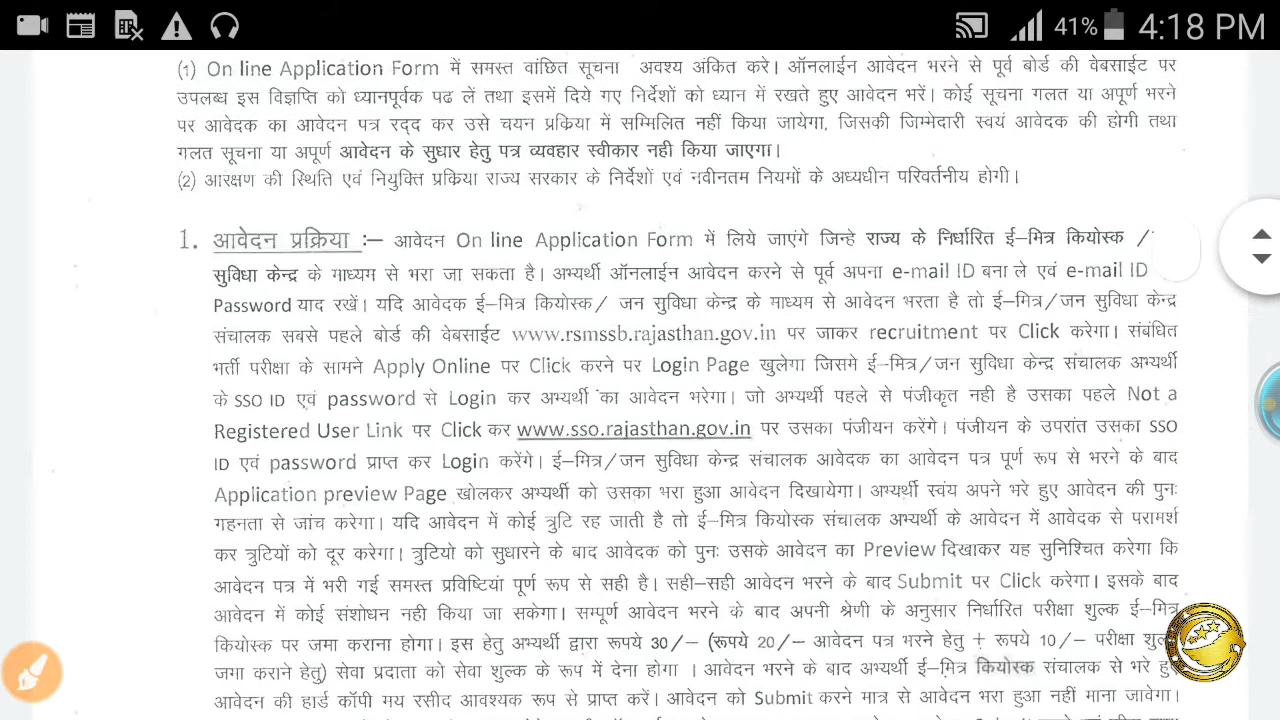 41% 4:18 PM
(1) On line Application Form में समस्त वांछित सूचना अवश्य अंकित करे। ऑनलाईन आवेदन भरने से पूर्व बोर्ड की वेबसाईट पर
उपलब्ध इस विज्ञप्ति को ध्यानपूर्वक पढ लें तथा इसमें दिये गए निर्देशों को ध्यान में रखते हुए आवेदन भरें। कोई सूचना गलत या अपूर्ण भरने
पर आवेदक का आवेदन पत्र रद्द कर उसे चयन प्रक्रिया में सम्मिलित नहीं किया जायेगा, जिसकी जिम्मेदारी स्वयं आवेदक की होगी तथा
गलत सूचना या अपूर्ण आवेदन के सुधार हेतु पत्र व्यवहार स्वीकार नही किया जाएगा।
(2) आरक्षण की स्थिति एवं नियुक्ति प्रकिया राज्य सरकार के निर्देशों एवं नवीनतम नियमों के अध्यधीन परिवर्तनीय होगी।
1. आवेदन प्रक्रिया :– आवेदन On line Application Form में लिये जाएंगे जिन्हे राज्य के निर्धारित ई–मित्र कियोस्क /
सुविधा केन्द्र के माध्यम से भरा जा सकता है। अभ्यर्थी ऑनलाईन आवेदन करने से पूर्व अपना e-mail ID बना ले एवं e-mail ID
Password याद रखें। यदि आवेदक ई–मित्र कियोस्क/ जन सुविधा केन्द्र के माध्यम से आवेदन भरता है तो ई–मित्र/जन सुविधा केन्द्र
संचालक सबसे पहले बोर्ड की वेबसाईट www.rsmssb.rajasthan.gov.in पर जाकर recruitment पर Click करेगा। संबंधित
भर्ती परीक्षा के सामने Apply Online पर Click करने पर Login Page खुलेगा जिसमे ई–मित्र/जन सुविधा केन्द्र संचालक अभ्यर्थी
के SSO ID एवं password से Login कर अभ्यर्थी का आवेदन भरेगा। जो अभ्यर्थी पहले से पंजीकृत नही है उसका पहले Not a
Registered User Link पर Click कर www.sso.rajasthan.gov.in पर उसका पंजीयन करेंगे। पंजीयन के उपरांत उसका SSO
ID एवं password प्राप्त कर Login करेंगे। ई–मित्र/जन सुविधा केन्द्र संचालक आवेदक का आवेदन पत्र पूर्ण रूप से भरने के बाद
Application preview Page खोलकर अभ्यर्थी को उसका भरा हुआ आवेदन दिखायेगा। अभ्यर्थी स्वंय अपने भरे हुए आवेदन की पुनः
गहनता से जांच करेगा। यदि आवेदन में कोई त्रुटि रह जाती है तो ई–मित्र कियोस्क संचालक अभ्यर्थी के आवेदन में आवेदक से परामर्श
कर त्रुटियों को दूर करेगा। त्रुटियो को सुधारने के बाद आवेदक को पुनः उसके आवेदन का Preview दिखाकर यह सुनिश्चित करेगा कि
आवेदन पत्र में भरी गई समस्त प्रविष्टियां पूर्ण रूप से सही है। सही–सही आवेदन भरने के बाद Submit पर Click करेगा। इसके बाद
आवेदन में कोई संशोधन नही किया जा सकेगा। सम्पूर्ण आवेदन भरने के बाद अपनी श्रेणी के अनुसार निर्धारित परीक्षा शुल्क ई–मित्र
कियोस्क पर जमा कराना होगा। इस हेतु अभ्यर्थी द्वारा रूपये 30/– (रूपये 20/– आवेदन पत्र भरने हेतु + रूपये 10/– परीक्षा
जमा कराने हेतु) सेवा प्रदाता को सेवा शुल्क के रूप में देना होगा । आवेदन भरने के बाद अभ्यर्थी ई–मित्र कियोस्क संचालक से भरे
आवेदन की हार्ड कॉपी मय रसीद आवश्यक रूप से प्राप्त करें। आवेदन को Submit करने मात्र से आवेदन भरा हुआ नहीं माना जावेगा।